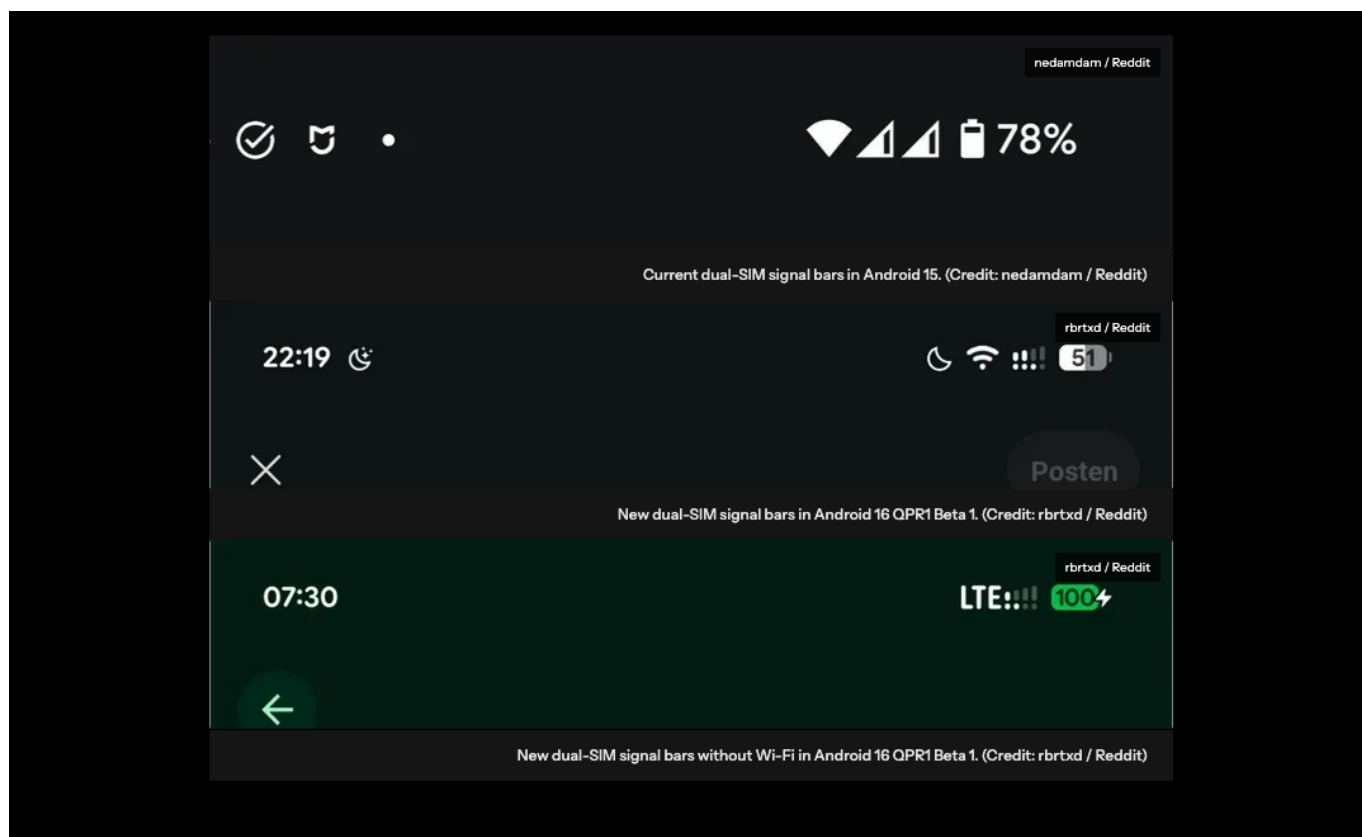 nedamdam / Reddit
78%
Current dual-SIM signal bars in Android 15. (Credit: nedamdam / Reddit)
rbrtxd / Reddit
22:19 51
Posten
New dual-SIM signal bars in Android 16 QPR1 Beta 1. (Credit: rbrtxd / Reddit)
rbrtxd / Reddit
07:30 LTE 100
New dual-SIM signal bars without Wi-Fi in Android 16 QPR1 Beta 1. (Credit: rbrtxd / Reddit)